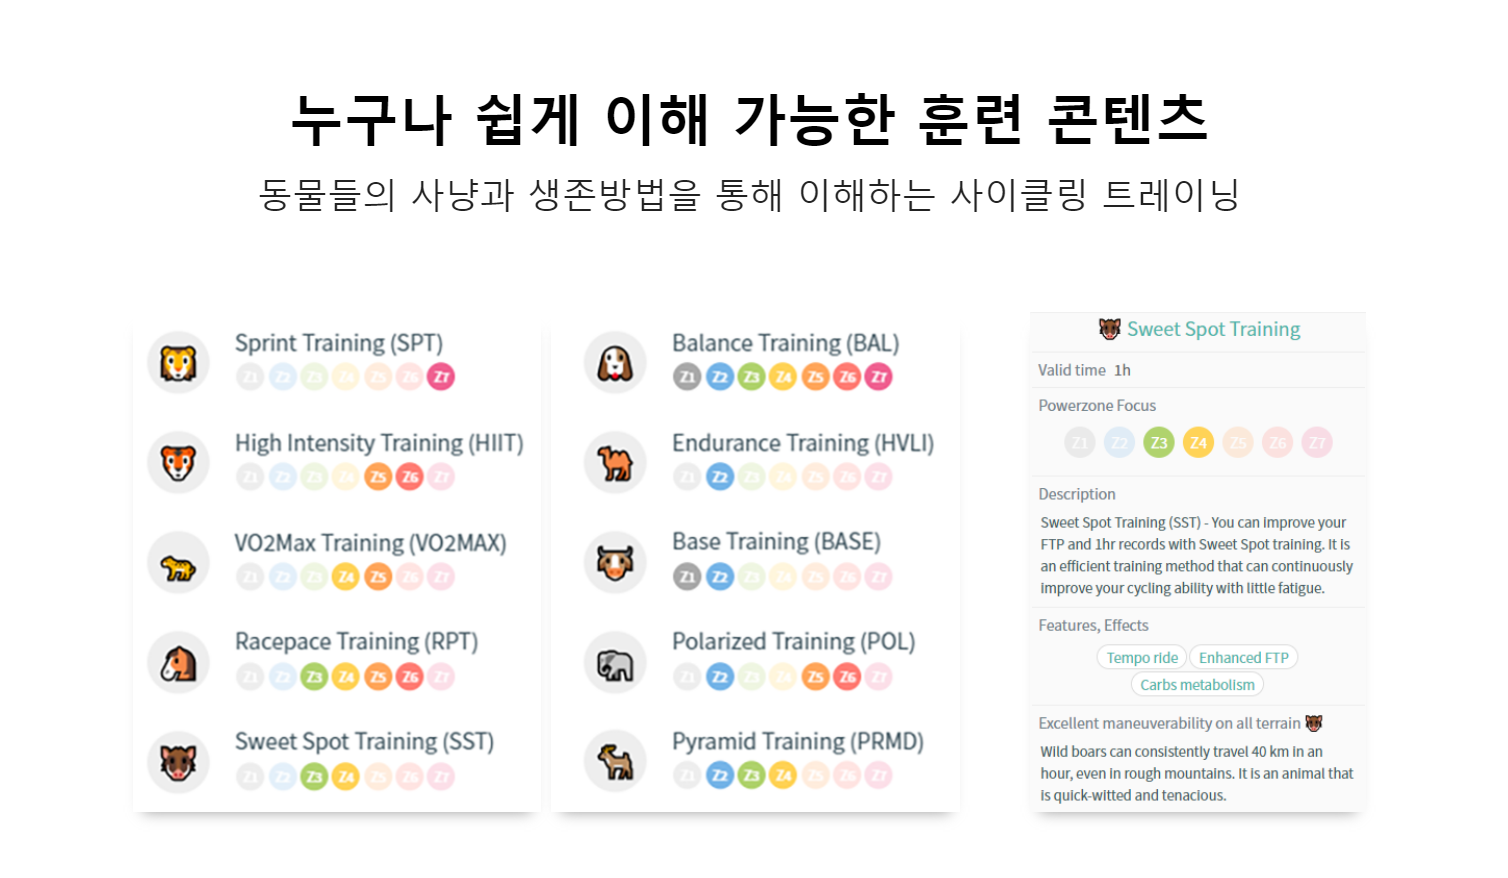 누구나 쉽게 이해 가능한 훈련 콘텐츠
동물들의 사냥과 생존방법을 통해 이해하는 사이클링 트레이닝
Sprint Training (SPT)
Z1 Z2 Z3 Z4 Z5 Z6 Z7
High Intensity Training (HIIT)
Z1 Z2 Z3 Z4 Z5 Z6 Z7
VO2Max Training (VO2MAX)
Z1 Z2 Z3 Z4 Z5 Z6 Z7
Racepace Training (RPT)
Z1 Z2 Z3 Z4 Z5 Z6 Z7
Sweet Spot Training (SST)
Z1 Z2 Z3 Z4 Z5 Z6 Z7
Balance Training (BAL)
Z1 Z2 Z3 Z4 Z5 Z6 Z7
Endurance Training (HVLI)
Z1 Z2 Z3 Z4 Z5 Z6 Z7
Base Training (BASE)
Z1 Z2 Z3 Z4 Z5 Z6 Z7
Polarized Training (POL)
Z1 Z2 Z3 Z4 Z5 Z6 Z7
Pyramid Training (PRMD)
Z1 Z2 Z3 Z4 Z5 Z6 Z7
Sweet Spot Training
Valid time 1h
Powerzone Focus
Z1 Z2 Z3 Z4 Z5 Z6 Z7
Description
Sweet Spot Training (SST) - You can improve your
FTP and 1hr records with Sweet Spot training. It is
an efficient training method that can continuously
improve your cycling ability with little fatigue.
Features, Effects
Tempo ride Enhanced FTP
Carbs metabolism
Excellent maneuverability on all terrain
Wild boars can consistently travel 40 km in an
hour, even in rough mountains. It is an animal that
is quick-witted and tenacious.